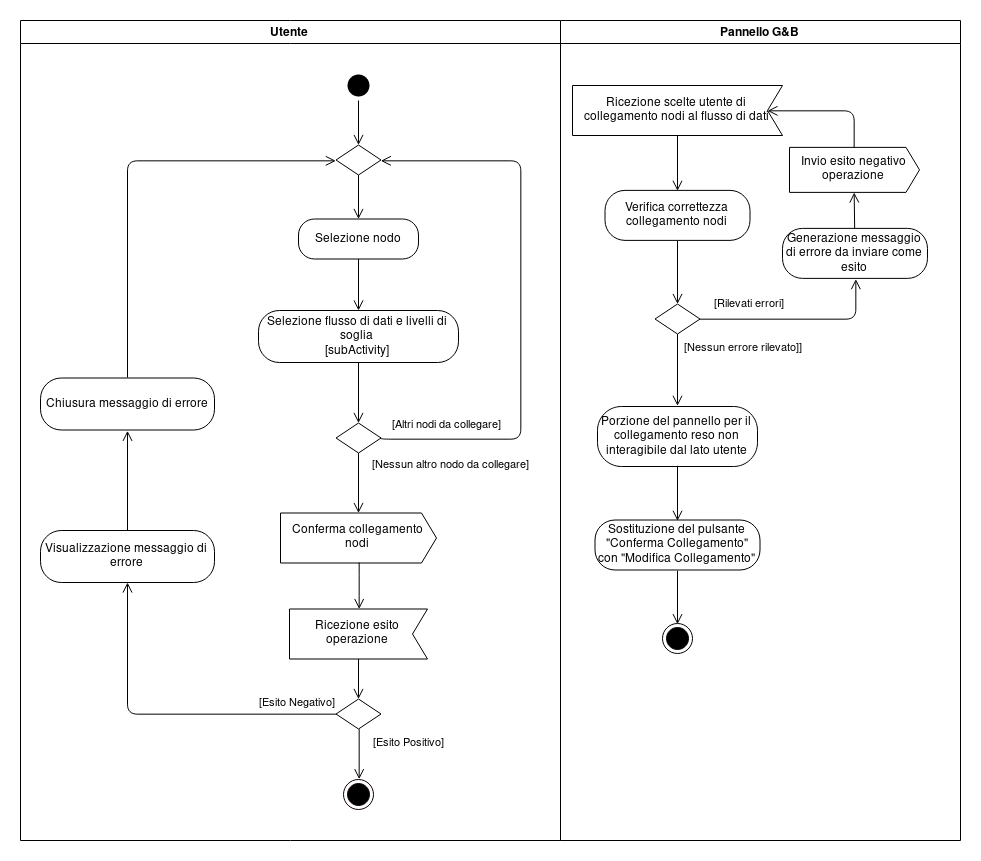 Utente
Pannello G&B
Selezione nodo
Selezione flusso di dati e livelli di
soglia
[subActivity]
[Altri nodi da collegare]
[Nessun altro nodo da collegare]
Conferma collegamento
nodi
Ricezione esito
operazione
[Esito Negativo]
[Esito Positivo]
Visualizzazione messaggio di
errore
Chiusura messaggio di errore
Ricezione scelte utente di
collegamento nodi al flusso di dati
Verifica correttezza
collegamento nodi
[Rilevati errori]
Generazione messaggio
di errore da inviare come
esito
Invio esito negativo
operazione
[Nessun errore rilevato]]
Porzione del pannello per il
collegamento reso non
interagibile dal lato utente
Sostituzione del pulsante
"Conferma Collegamento"
con "Modifica Collegamento"